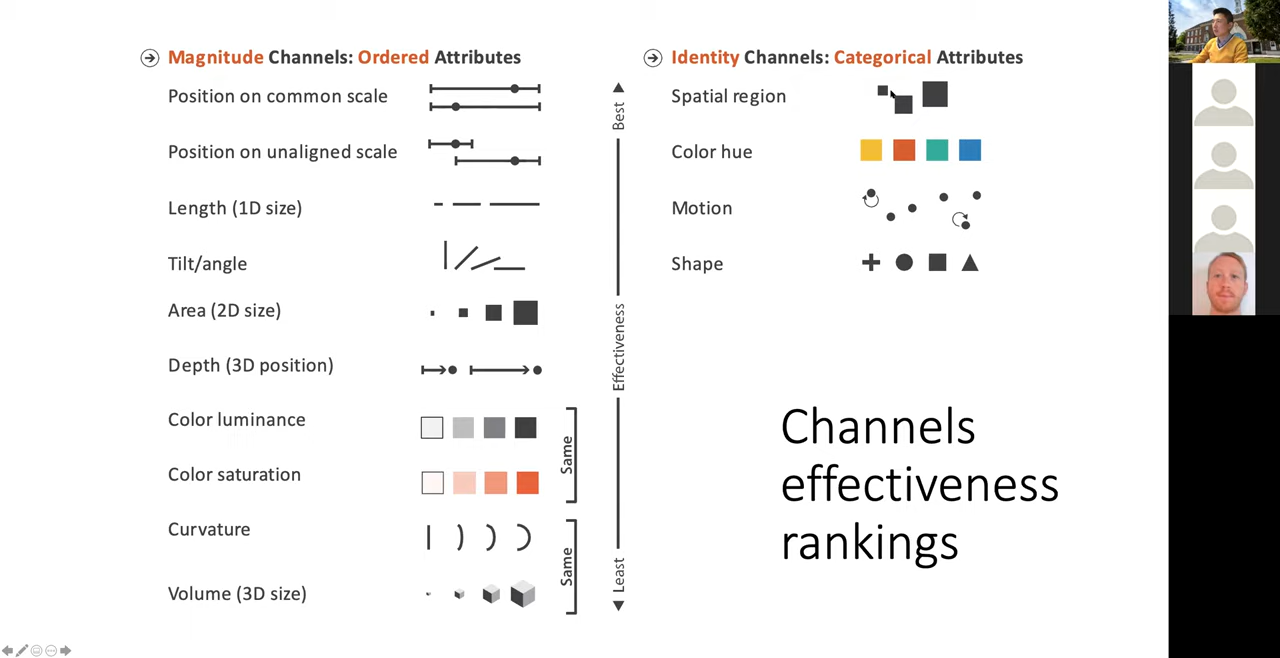 Magnitude Channels: Ordered Attributes
Position on common scale
Position on unaligned scale
Length (1D size)
Tilt/angle
Area (2D size)
Depth (3D position)
Color luminance
Color saturation
Curvature
Volume (3D size)
Same
Same
Best
Effectiveness
Least
Identity Channels: Categorical Attributes
Spatial region
Color hue
Motion
Shape
Channels
effectiveness
rankings